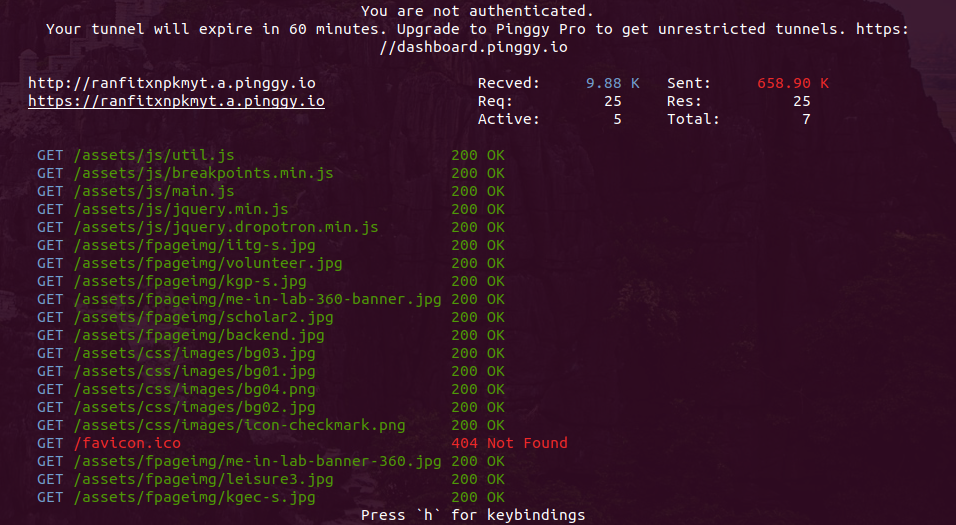 You are not authenticated.
Your tunnel will expire in 60 minutes. Upgrade to Pinggy Pro to get unrestricted tunnels. https:
//dashboard.pinggy.io
http://ranfitxnpkmyt.a.pinggy.io Recved: 9.88 K Sent: 658.90 K
https://ranfitxnpkmyt.a.pinggy.io Req: 25 Res: 25
Active: 5 Total: 7
GET /assets/js/util.js 200 OK
GET /assets/js/breakpoints.min.js 200 OK
GET /assets/js/main.js 200 OK
GET /assets/js/jquery.min.js 200 OK
GET /assets/js/jquery.dropotron.min.js 200 OK
GET /assets/fpageimg/iitg-s.jpg 200 OK
GET /assets/fpageimg/volunteer.jpg 200 OK
GET /assets/fpageimg/kgp-s.jpg 200 OK
GET /assets/fpageimg/me-in-lab-360-banner.jpg 200 OK
GET /assets/fpageimg/scholar2.jpg 200 OK
GET /assets/fpageimg/backend.jpg 200 OK
GET /assets/css/images/bg03.jpg 200 OK
GET /assets/css/images/bg01.jpg 200 OK
GET /assets/css/images/bg04.png 200 OK
GET /assets/css/images/bg02.jpg 200 OK
GET /assets/css/images/icon-checkmark.png 200 OK
GET /favicon.ico 404 Not Found
GET /assets/fpageimg/me-in-lab-banner-360.jpg 200 OK
GET /assets/fpageimg/leisure3.jpg 200 OK
GET /assets/fpageimg/kgec-s.jpg 200 OK
Press `h` for keybindings